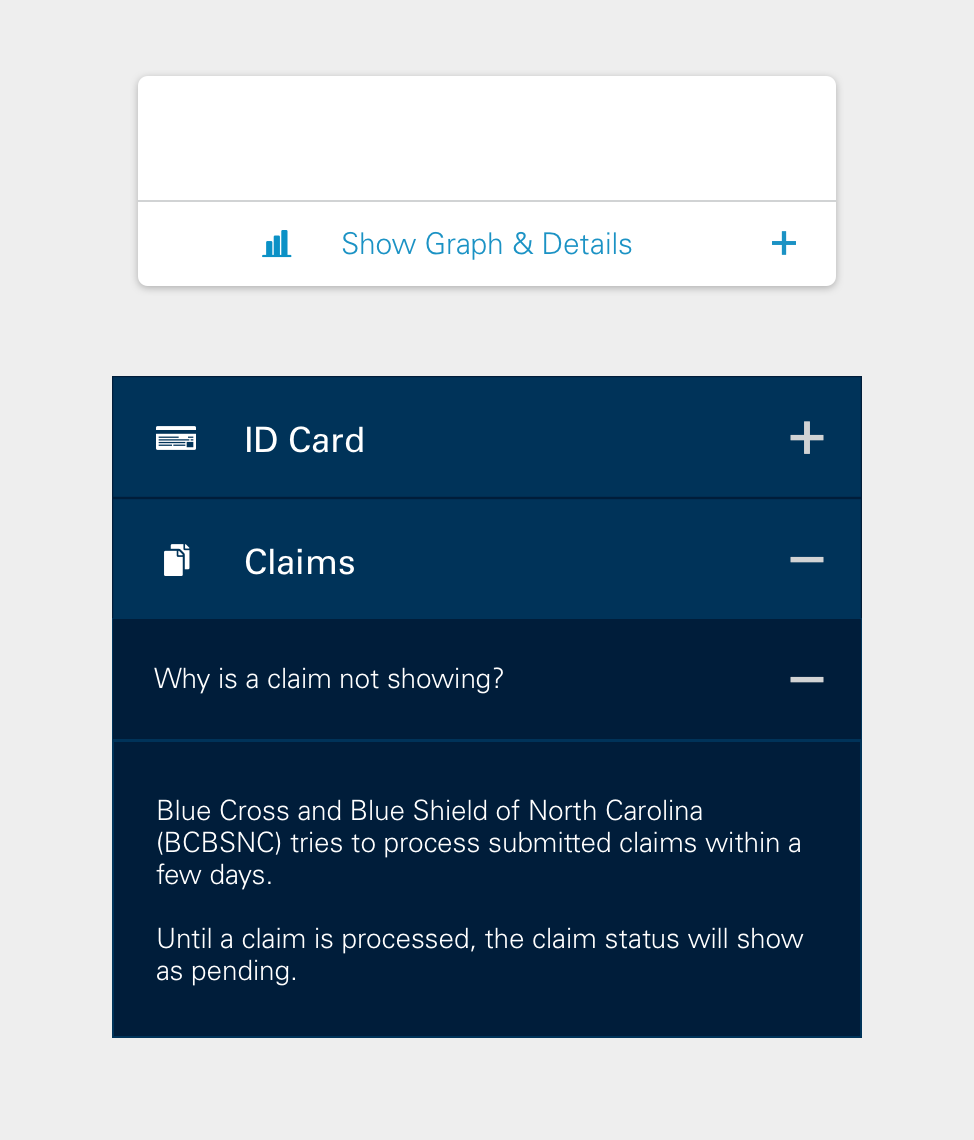 Show Graph & Details
ID Card
Claims
Why is a claim not showing?
Blue Cross and Blue Shield of North Carolina
(BCBSNC) tries to process submitted claims within a
few days.
Until a claim is processed, the claim status will show
as pending.